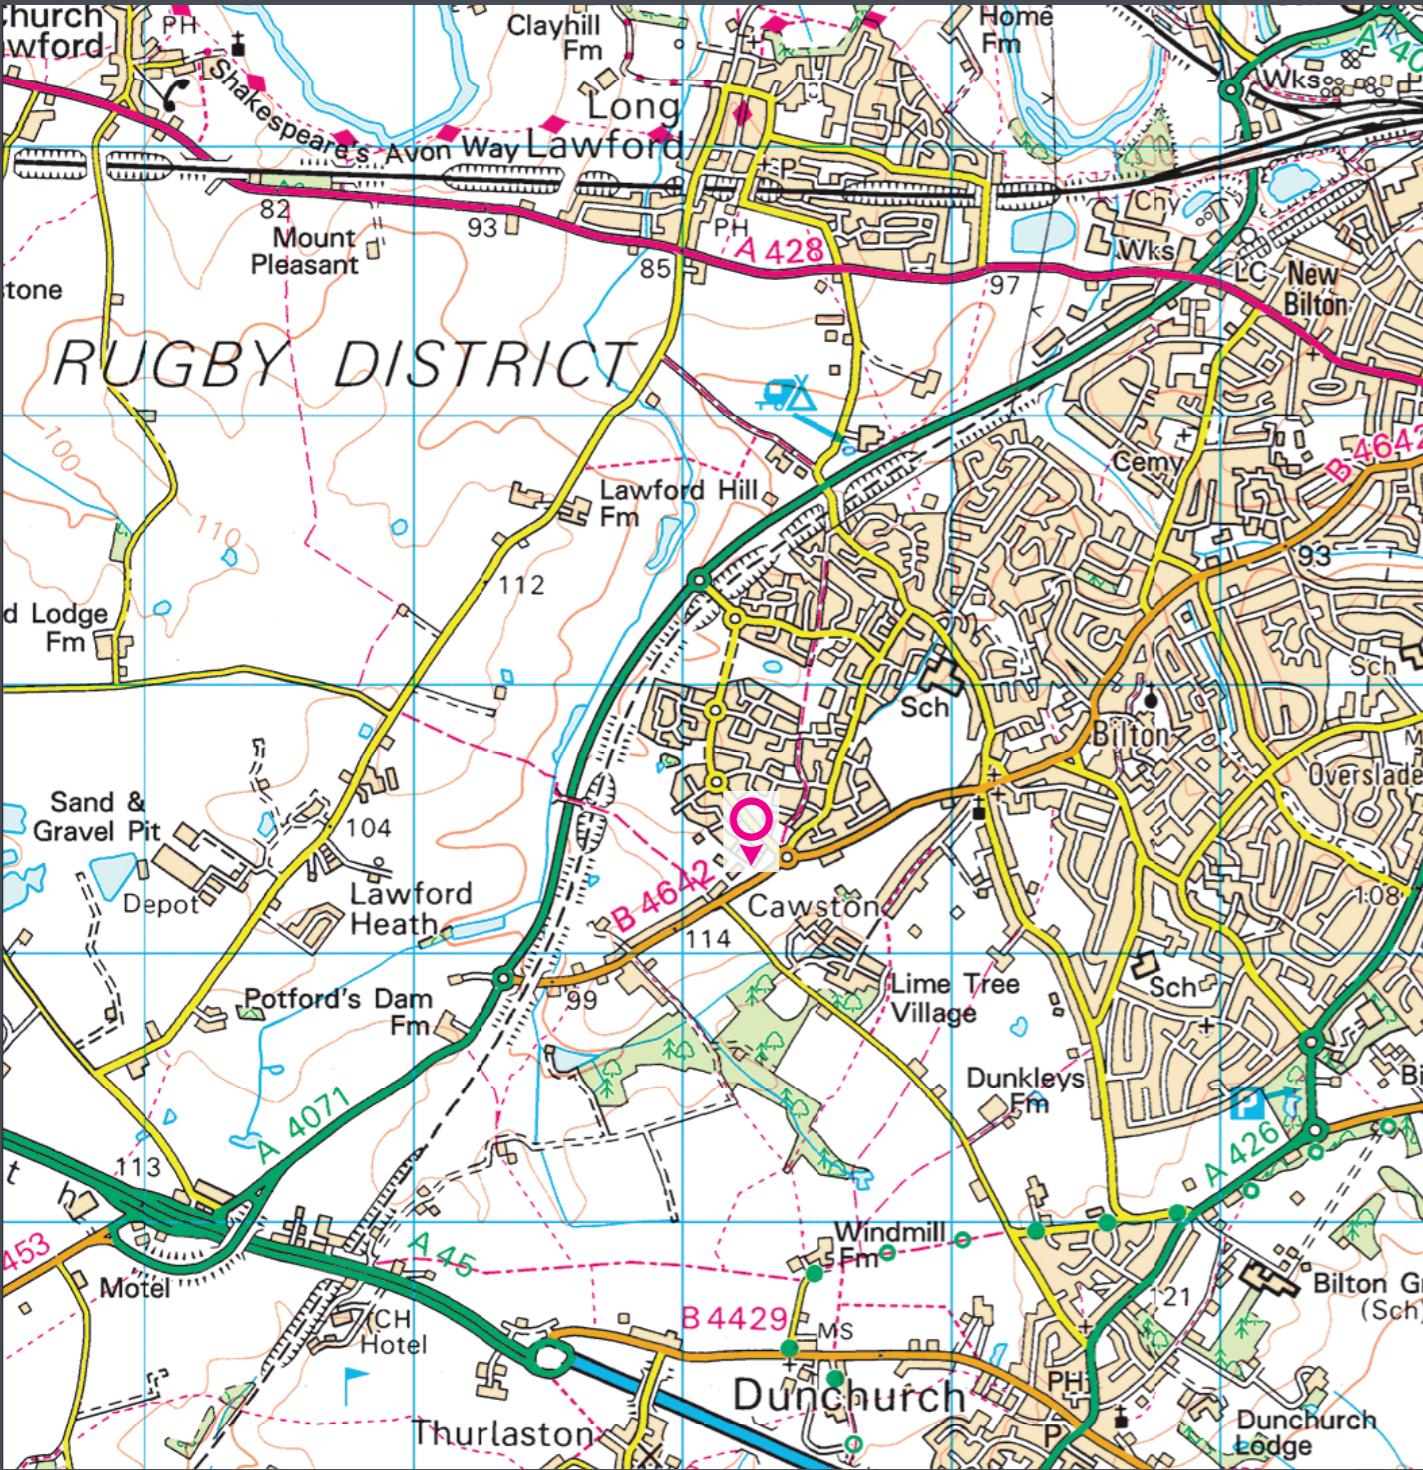 church
PH
wford
Clayhill
Fm
Home
Fm
A 40
Wks
Shakespeare's Avon Way
Long
Lawford
P
82
93
PH
Chy
Mount
Pleasant
A 428
Wks
85
97
LC
New
Bilton
tone
RUGBY DISTRICT
100
110
Cemy
B 4642
Lawford Hill
Fm
93
112
d Lodge
Fm
Sch
Sch
Bilton
M
Overslade
Sand &
Gravel Pit
104
Depot
Lawford
Heath
B 4642
Cawston
108
114
Potford's Dam
Fm
99
Lime Tree
Village
Sch
Dunkleys
Fm
Bi
P
A 4071
A 426
113
t h
453
Motel
A 45
Windmill
Fm
121
Bilton Gr
(Sch)
CH
Hotel
B 4429
MS
Dunchurch
PH
P
Thurlaston
Dunchurch
Lodge